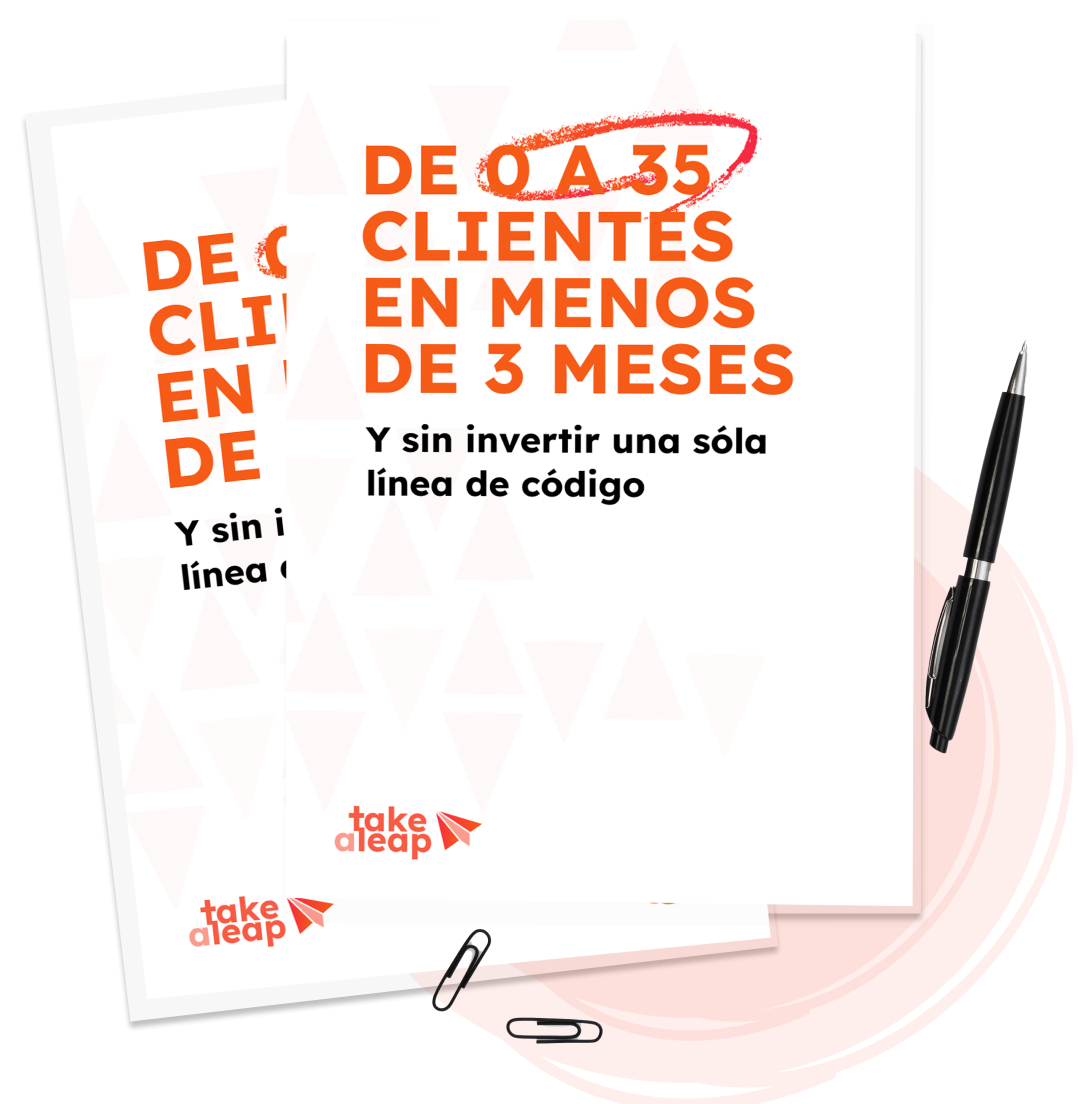 DE 0 A 35
CLIENTES
EN MENOS
DE 3 MESES
Y sin invertir una sóla
línea de código
take
aleap
DE
CLI
EN
DE
Y sin i
línea
take
aleap